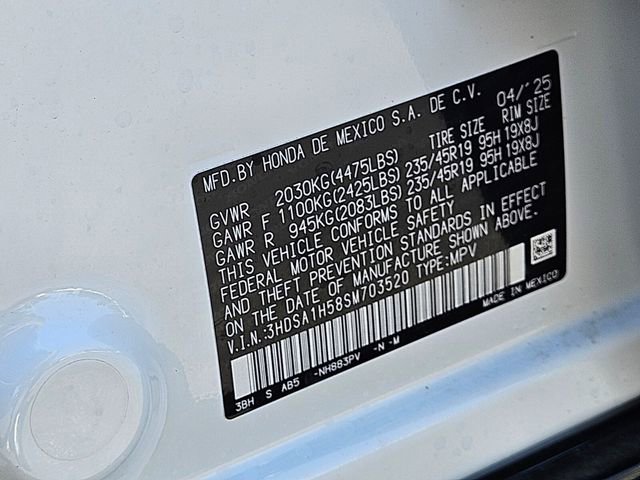 MFD.BY HONDA DE MEXICO S.A. DE C.V. 04/'25
GVWR 2030KG(4475LBS) TIRE SIZE RIM SIZE
GAWR F 1100KG(2425LBS) 235/45R19 95H 19X8J
GAWR R 945KG(2083LBS) 235/45R19 95H 19X8J
THIS VEHICLE CONFORMS TO ALL APPLICABLE
FEDERAL MOTOR VEHICLE SAFETY
AND THEFT PREVENTION STANDARDS IN EFFECT
ON THE DATE OF MANUFACTURE SHOWN ABOVE.
V.I.N.:3HDSA1H58SM703520 TYPE:MPV
3BH S AB5 -NH883PV -N -M MADE IN MEXICO